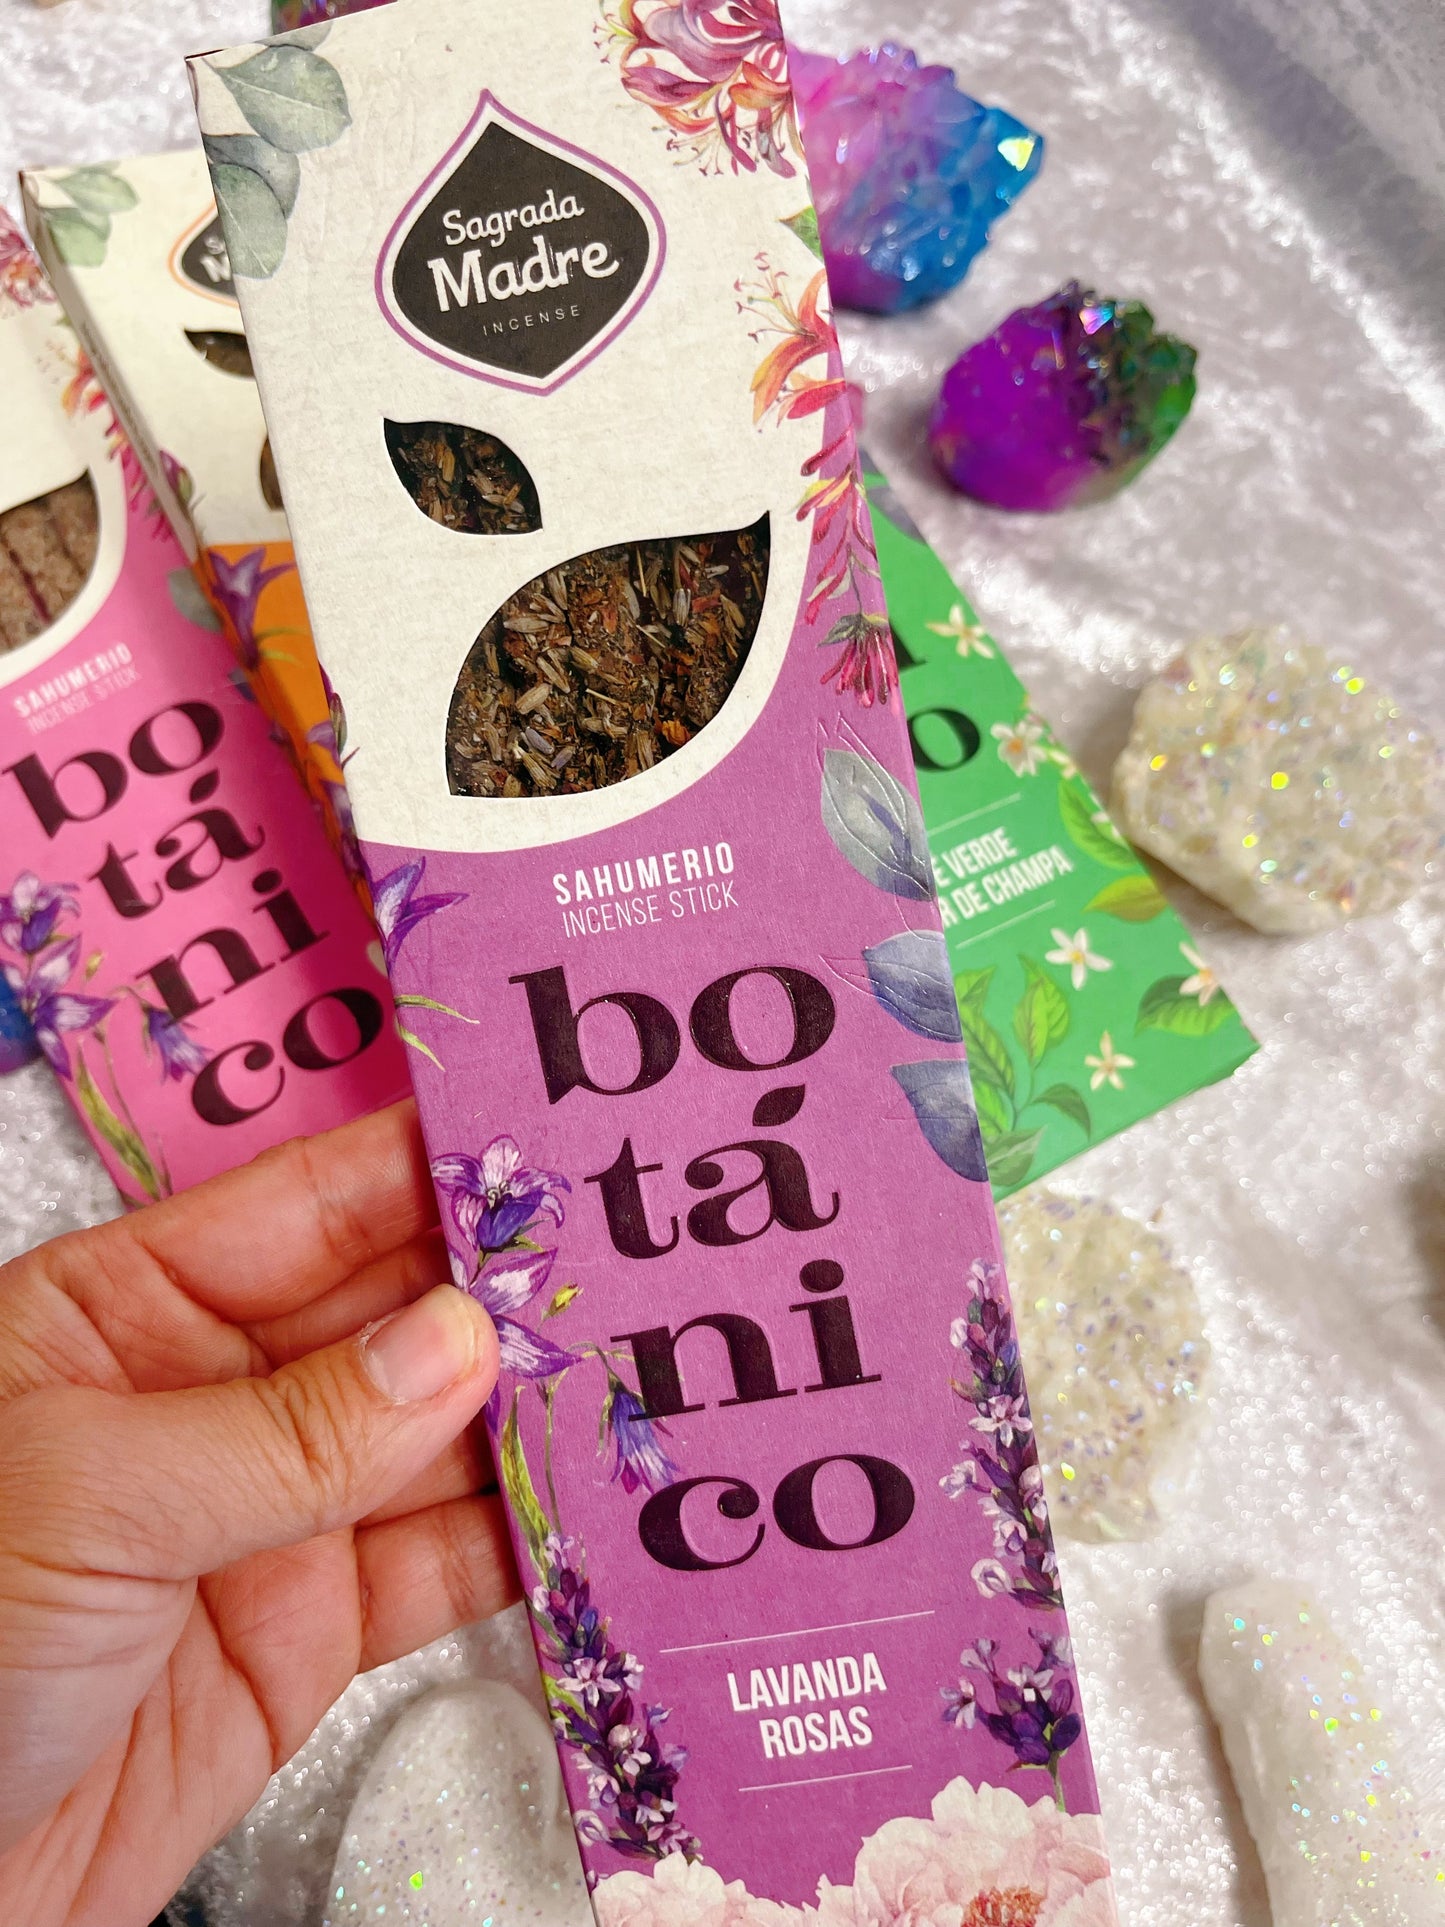 Sagrada
Madre
INCENSE
SAHUMERIO
INCENSE STICK
bo
tá
ni
co
LAVANDA
ROSAS
SAHUMERIO
INCENSE STICK
bo
tá
ni
co
o
VERDE
DE CHAMPA